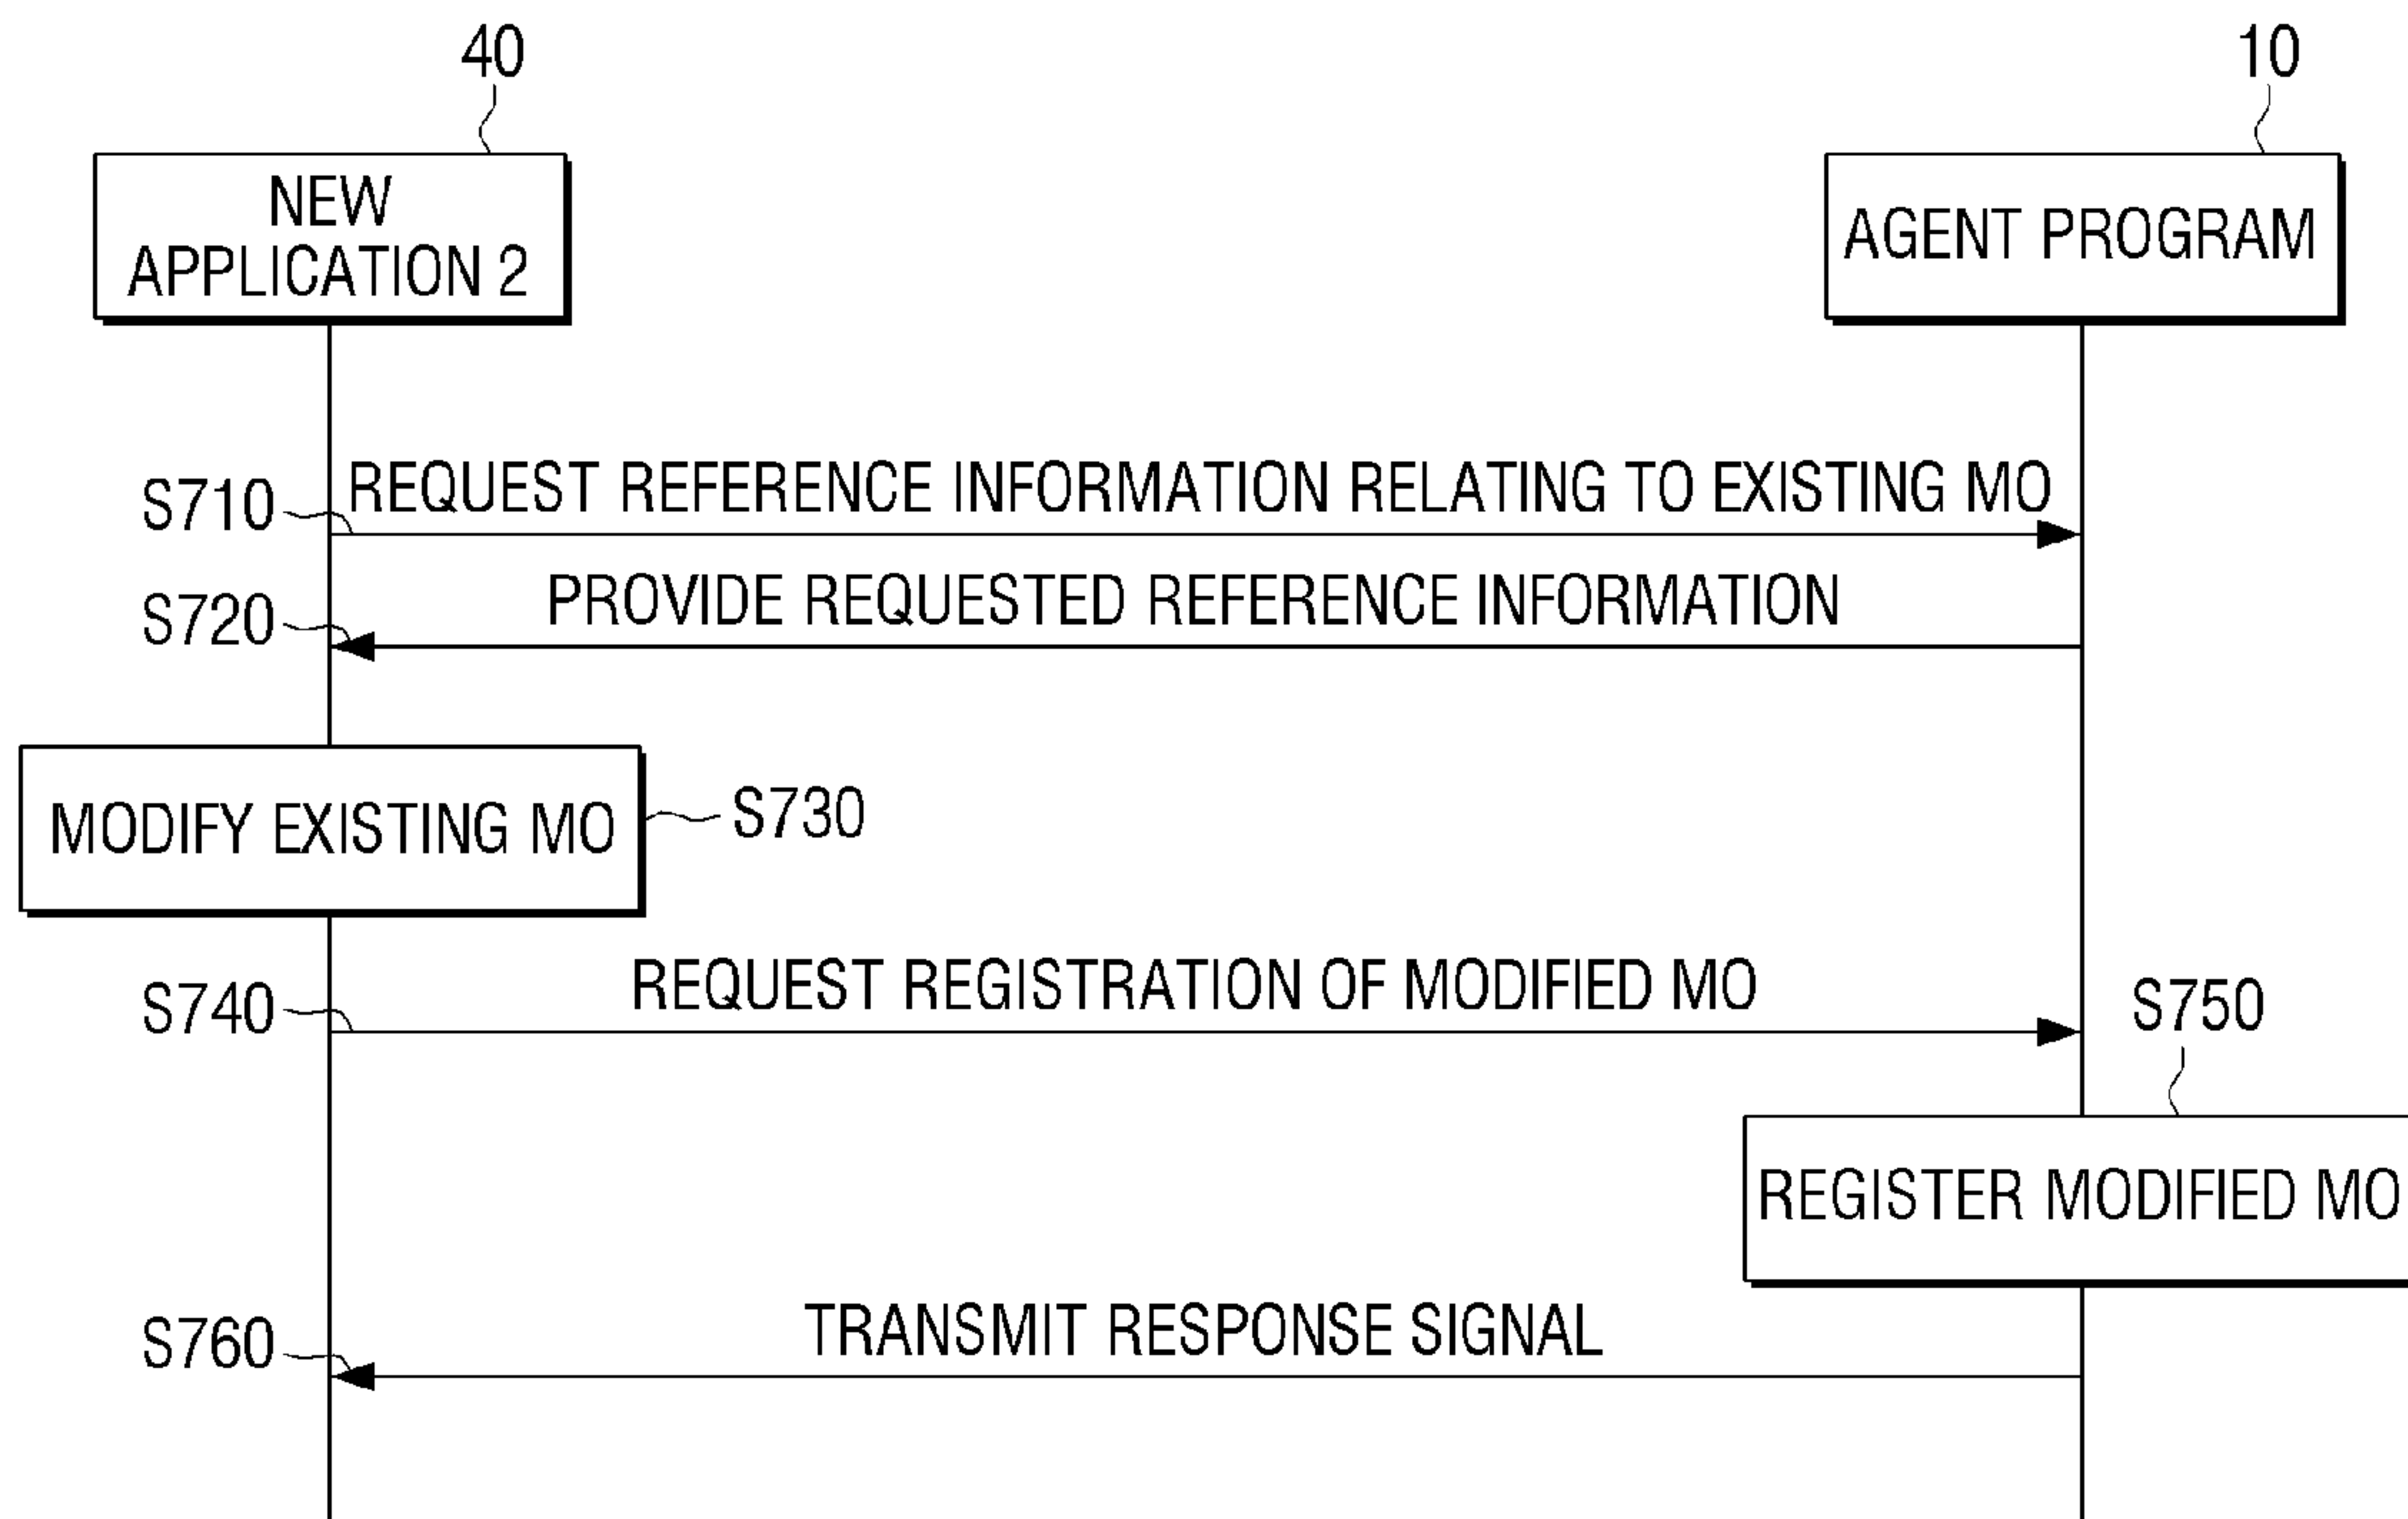 40
10
NEW
APPLICATION 2
AGENT PROGRAM
S710
REQUEST REFERENCE INFORMATION RELATING TO EXISTING MO
S720
PROVIDE REQUESTED REFERENCE INFORMATION
MODIFY EXISTING MO
S730
S740
REQUEST REGISTRATION OF MODIFIED MO
S750
REGISTER MODIFIED MO
S760
TRANSMIT RESPONSE SIGNAL